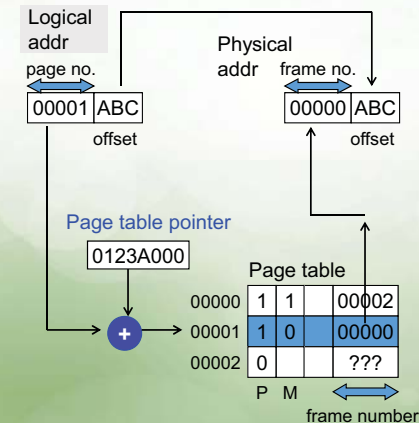 Logical
addr
Physical
addr
page no.
frame no.
00001 ABC
00000 ABC
offset
offset
Page table pointer
0123A000
Page table
+
00000 1 1 00002
00001 1 0 00000
00002 0 ???
P M
frame number